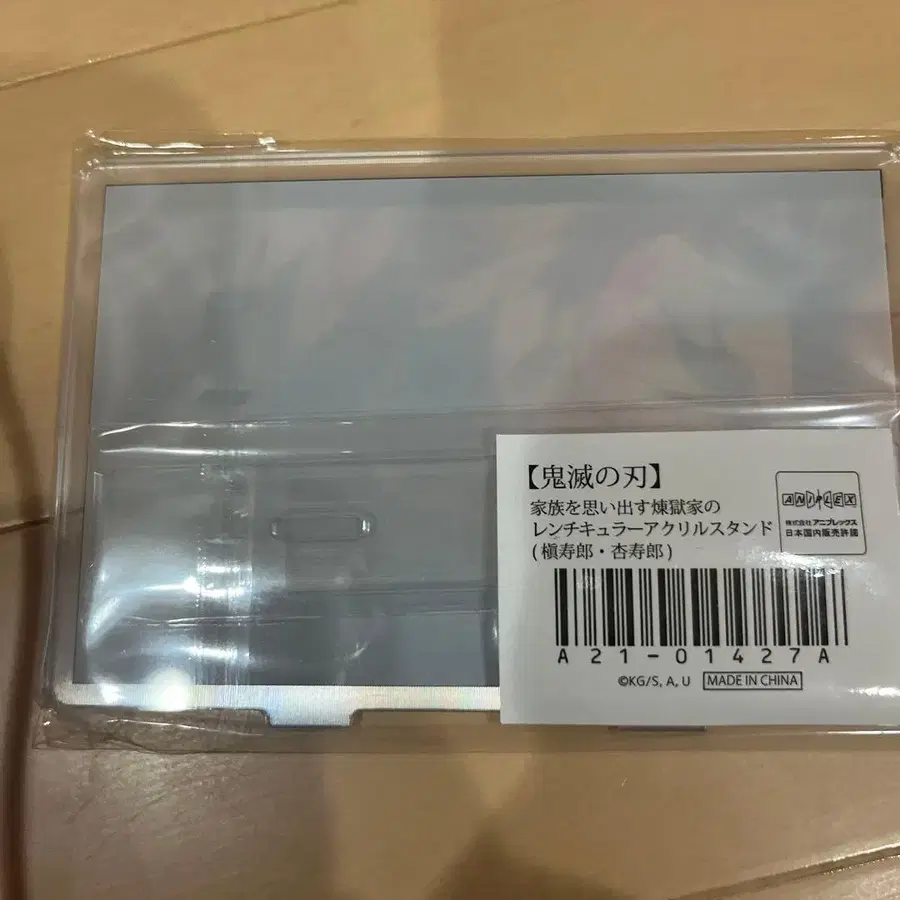 【鬼滅の刃】
家族を思い出す煉獄家の
レンチキュラーアクリルスタンド
(槇寿郎・杏寿郎)
ANIPLEX
株式会社アニプレックス
日本国内販売許諾
A21-01427A
©KG/S, A, U
MADE IN CHINA